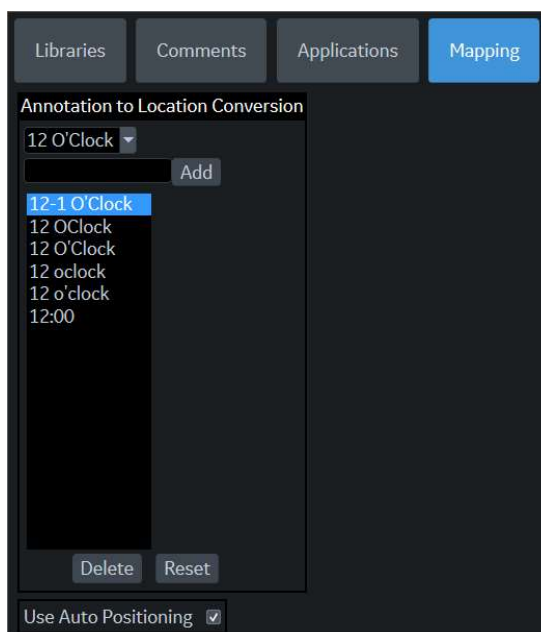 Libraries Comments Applications Mapping
Annotation to Location Conversion
12 O'Clock
Add
12-1 O'Clock
12 OClock
12 O'Clock
12 oclock
12 o'clock
12:00
Delete Reset
Use Auto Positioning